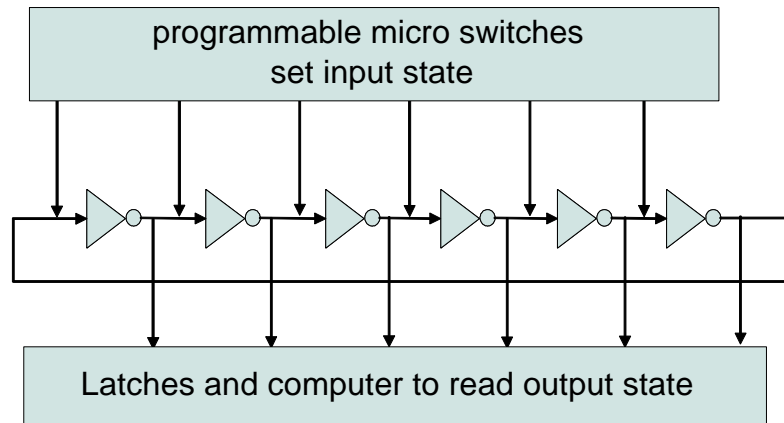 programmable micro switches
set input state
Latches and computer to read output state